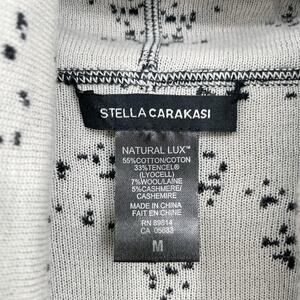 STELLA CARAKASI
NATURAL LUX™
55%COTTON/COTON
33%TENCEL®
(LYOCELL)
7%WOOL/LAINE
5%CASHMERE/
CASHEMIRE
MADE IN CHINA
FAIT EN CHINE
RN 89814
CA 05683
M